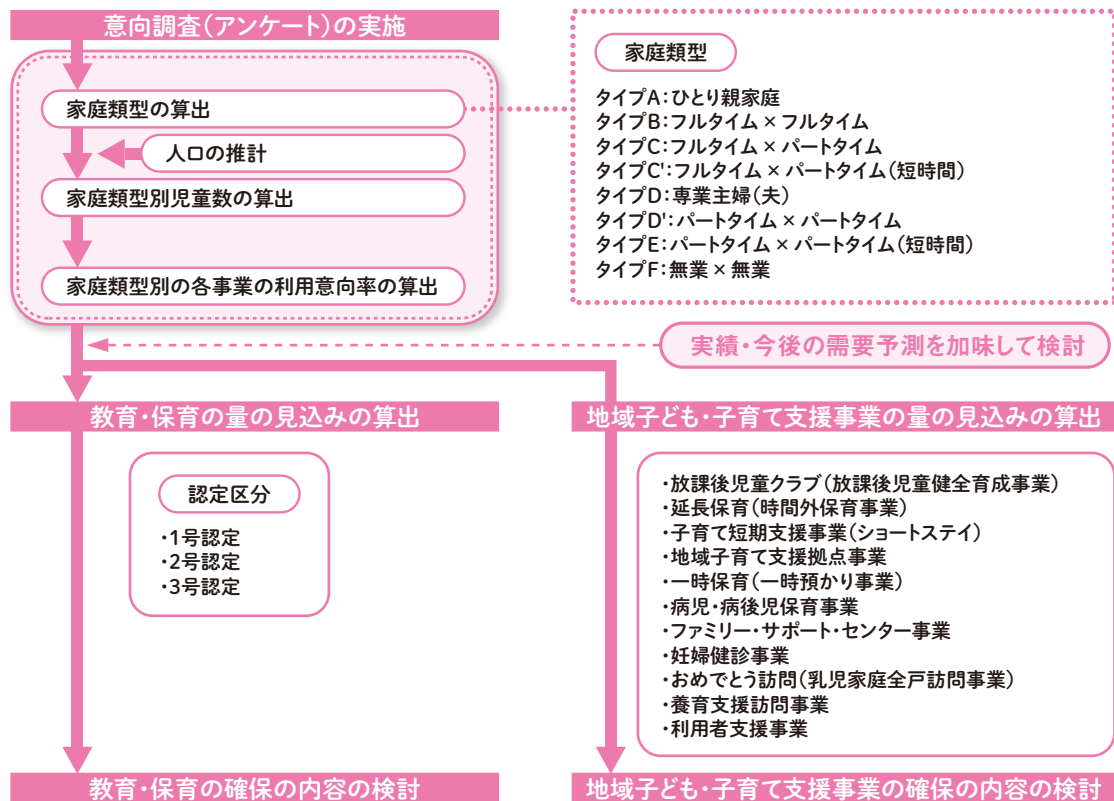 意向調査(アンケート)の実施
家庭類型の算出
人口の推計
家庭類型別児童数の算出
家庭類型別の各事業の利用意向率の算出
家庭類型
タイプA:ひとり親家庭
タイプB:フルタイム × フルタイム
タイプC:フルタイム × パートタイム
タイプC':フルタイム × パートタイム(短時間)
タイプD:専業主婦(夫)
タイプD':パートタイム × パートタイム
タイプE:パートタイム × パートタイム(短時間)
タイプF:無業 × 無業
実績・今後の需要予測を加味して検討
教育・保育の量の見込みの算出
認定区分
・1号認定
・2号認定
・3号認定
教育・保育の確保の内容の検討
地域子ども・子育て支援事業の量の見込みの算出
・放課後児童クラブ(放課後児童健全育成事業)
・延長保育(時間外保育事業)
・子育て短期支援事業(ショートステイ)
・地域子育て支援拠点事業
・一時保育(一時預かり事業)
・病児・病後児保育事業
・ファミリー・サポート・センター事業
・妊婦健診事業
・おめでとう訪問(乳児家庭全戸訪問事業)
・養育支援訪問事業
・利用者支援事業
地域子ども・子育て支援事業の確保の内容の検討